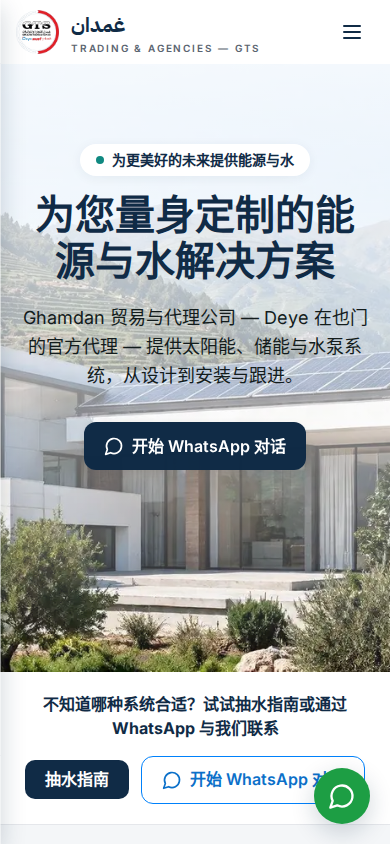 GTS
غمدان
TRADING & AGENCIES — GTS
为更美好的未来提供能源与水
为您量身定制的能
源与水解决方案
Ghamdan 贸易与代理公司 — Deye 在也门
的官方代理 — 提供太阳能、储能与水泵系
统，从设计到安装与跟进。
开始 WhatsApp 对话
不知道哪种系统合适？试试抽水指南或通过
WhatsApp 与我们联系
抽水指南
开始 WhatsApp